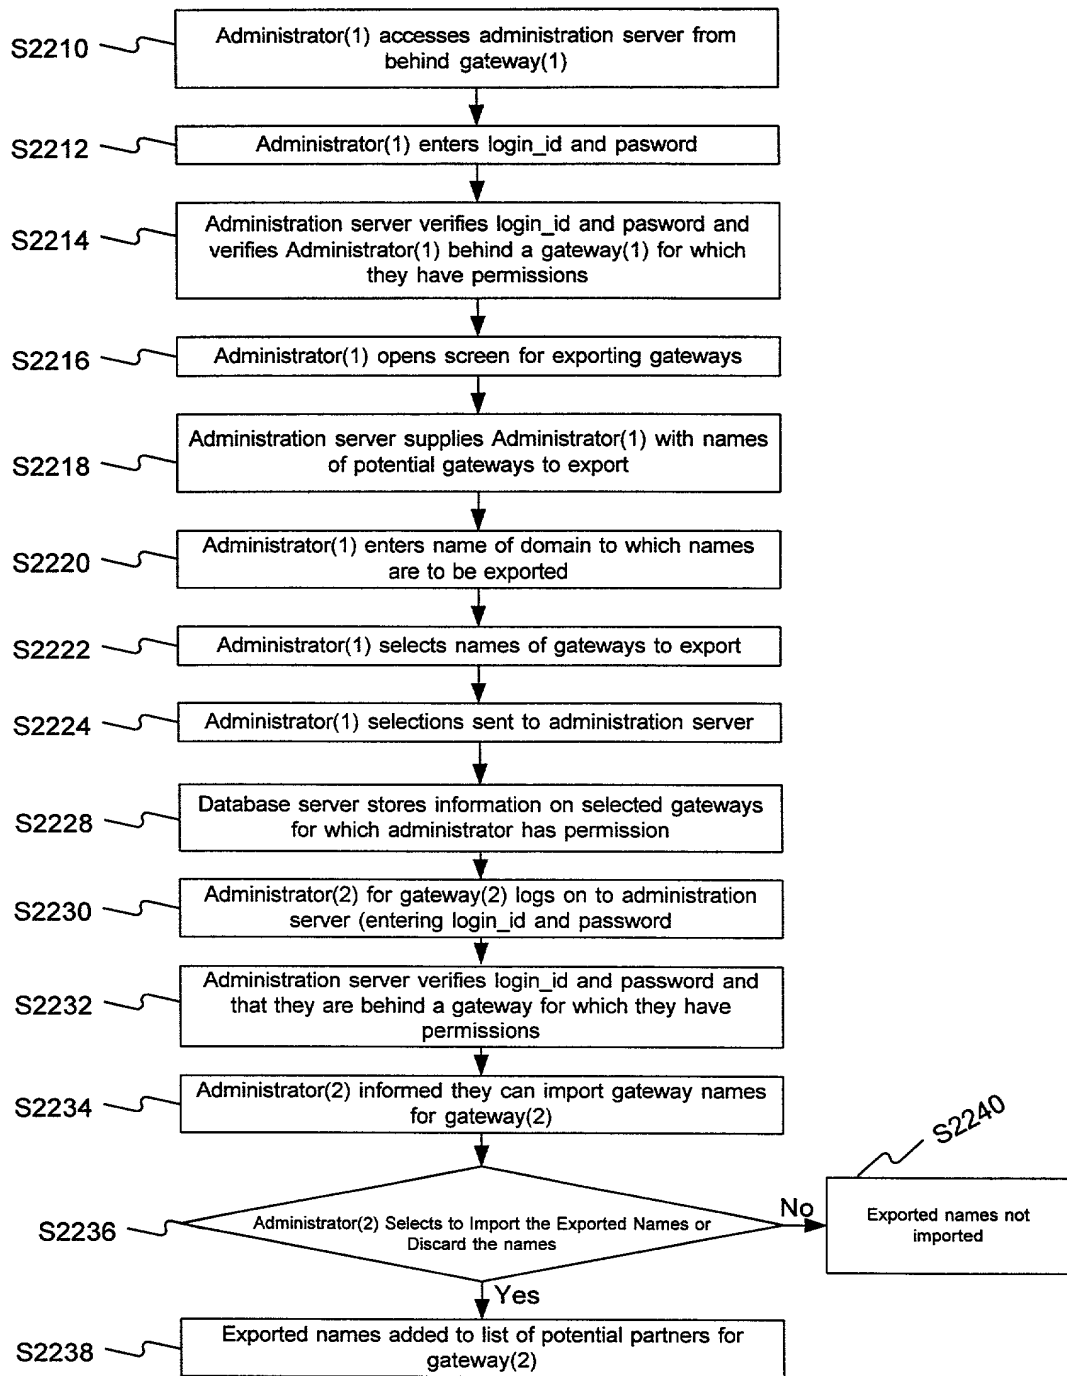 S2210
Administrator(1) accesses administration server from
behind gateway(1)
S2212
Administrator(1) enters login_id and pasword
S2214
Administration server verifies login_id and pasword and
verifies Administrator(1) behind a gateway(1) for which
they have permissions
S2216
Administrator(1) opens screen for exporting gateways
S2218
Administration server supplies Administrator(1) with names
of potential gateways to export
S2220
Administrator(1) enters name of domain to which names
are to be exported
S2222
Administrator(1) selects names of gateways to export
S2224
Administrator(1) selections sent to administration server
S2228
Database server stores information on selected gateways
for which administrator has permission
S2230
Administrator(2) for gateway(2) logs on to administration
server (entering login_id and password
S2232
Administration server verifies login_id and password and
that they are behind a gateway for which they have
permissions
S2234
Administrator(2) informed they can import gateway names
for gateway(2)
S2236
Administrator(2) Selects to Import the Exported Names or
Discard the names
No
S2240
Exported names not
imported
Yes
S2238
Exported names added to list of potential partners for
gateway(2)